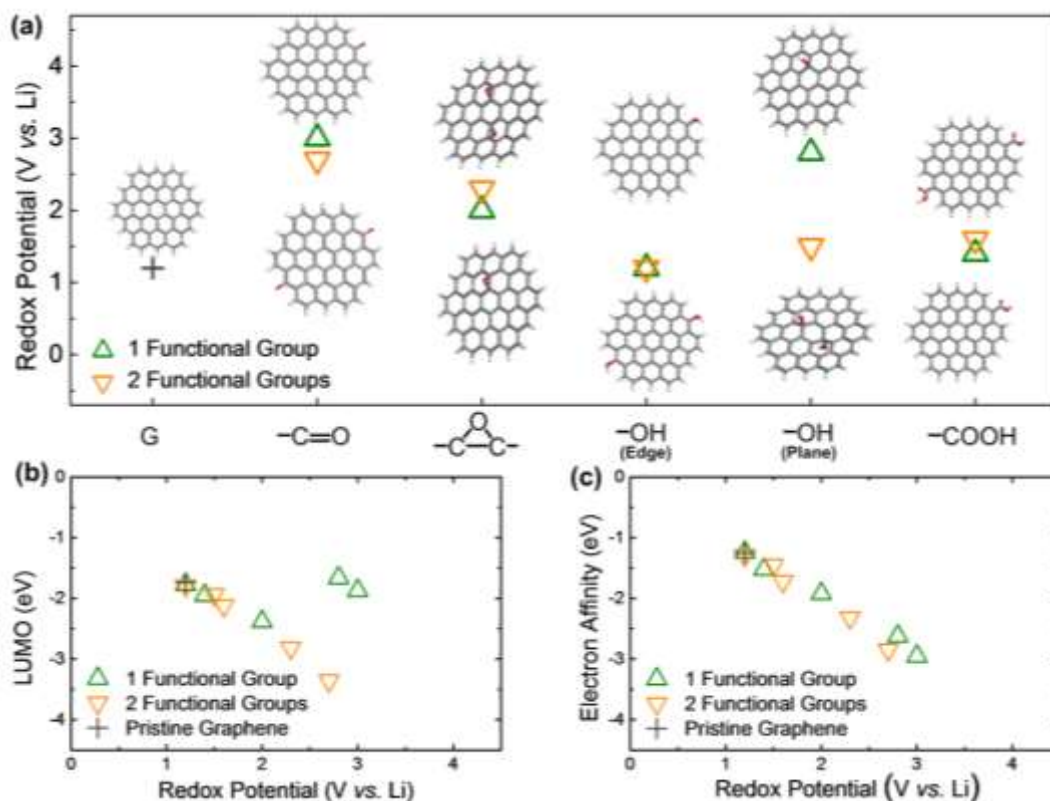 (a)
Redox Potential (V vs. Li)
4
3
2
1
0
1 Functional Group
2 Functional Groups
G
−C=O
O
−C−C−
−OH
(Edge)
−OH
(Plane)
−COOH
(b)
LUMO (eV)
0
-1
-2
-3
-4
1 Functional Group
2 Functional Groups
Pristine Graphene
0 1 2 3 4
Redox Potential (V vs. Li)
(c)
Electron Affinity (eV)
0
-1
-2
-3
-4
1 Functional Group
2 Functional Groups
Pristine Graphene
0 1 2 3 4
Redox Potential (V vs. Li)